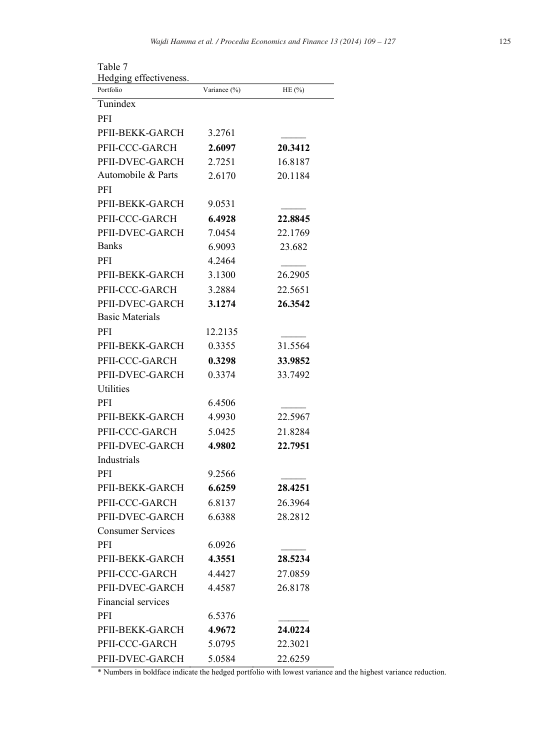 Wajdi Hamma et al. / Procedia Economics and Finance 13 (2014) 109 – 127 125
Table 7
Hedging effectiveness.
Portfolio Variance (%) HE (%)
Tunindex
PFI
PFII-BEKK-GARCH 3.2761 _____
PFII-CCC-GARCH 2.6097 20.3412
PFII-DVEC-GARCH 2.7251 16.8187
Automobile & Parts 2.6170 20.1184
PFI
PFII-BEKK-GARCH 9.0531 _____
PFII-CCC-GARCH 6.4928 22.8845
PFII-DVEC-GARCH 7.0454 22.1769
Banks 6.9093 23.682
PFI 4.2464 _____
PFII-BEKK-GARCH 3.1300 26.2905
PFII-CCC-GARCH 3.2884 22.5651
PFII-DVEC-GARCH 3.1274 26.3542
Basic Materials
PFI 12.2135 _____
PFII-BEKK-GARCH 0.3355 31.5564
PFII-CCC-GARCH 0.3298 33.9852
PFII-DVEC-GARCH 0.3374 33.7492
Utilities
PFI 6.4506 _____
PFII-BEKK-GARCH 4.9930 22.5967
PFII-CCC-GARCH 5.0425 21.8284
PFII-DVEC-GARCH 4.9802 22.7951
Industrials
PFI 9.2566 _____
PFII-BEKK-GARCH 6.6259 28.4251
PFII-CCC-GARCH 6.8137 26.3964
PFII-DVEC-GARCH 6.6388 28.2812
Consumer Services
PFI 6.0926 _____
PFII-BEKK-GARCH 4.3551 28.5234
PFII-CCC-GARCH 4.4427 27.0859
PFII-DVEC-GARCH 4.4587 26.8178
Financial services
PFI 6.5376 ______
PFII-BEKK-GARCH 4.9672 24.0224
PFII-CCC-GARCH 5.0795 22.3021
PFII-DVEC-GARCH 5.0584 22.6259
* Numbers in boldface indicate the hedged portfolio with lowest variance and the highest variance reduction.